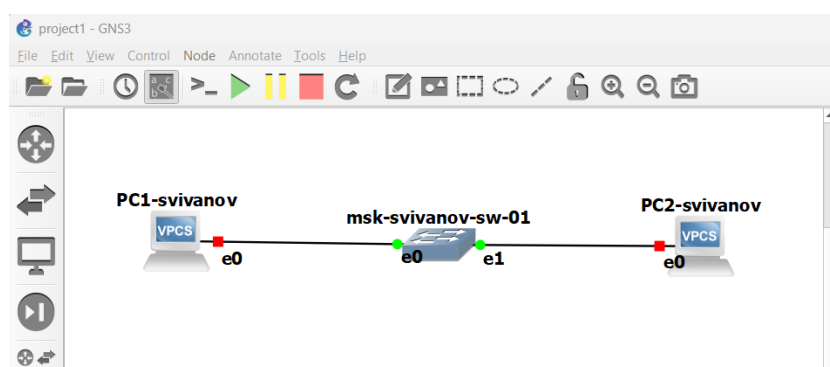 project1 - GNS3
File Edit View Control Node Annotate Tools Help
PC1-svivanov
msk-svivanov-sw-01
PC2-svivanov
VPCS
VPCS
e0
e0
e1
e0